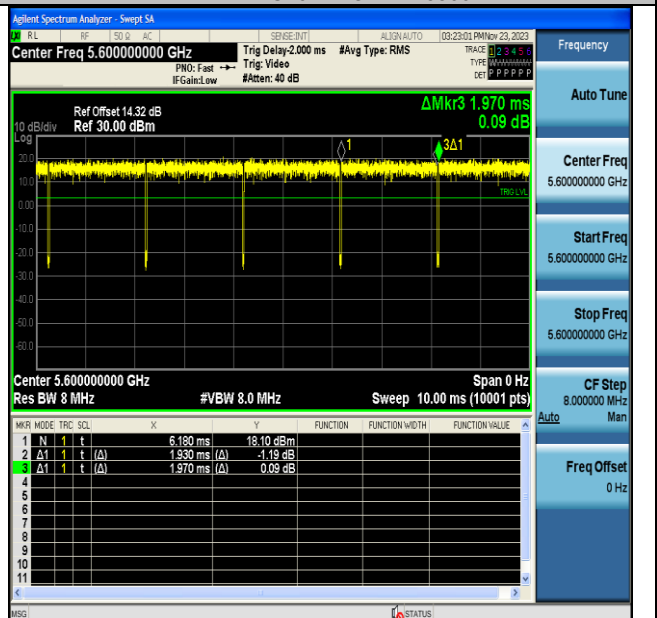 Agilent Spectrum Analyzer - Swept SA
RL RF 50 Ω AC SENSE:INT ALIGN AUTO 03:23:01 PM Nov 23, 2023
Center Freq 5.600000000 GHz
Trig Delay-2.000 ms #Avg Type: RMS
TRACE 1 2 3 4 5 6
PNO: Fast Trig: Video
TYPE
IFGain:Low #Atten: 40 dB
DET P P P P P P
Frequency
ΔMkr3 1.970 ms
0.09 dB
Ref Offset 14.32 dB
10 dB/div Ref 30.00 dBm
Log
1
3Δ1
20.0
10.0
TRIG LVL
0.00
-10.0
-20.0
-30.0
-40.0
-50.0
-60.0
Center 5.600000000 GHz Span 0 Hz
Res BW 8 MHz #VBW 8.0 MHz Sweep 10.00 ms (10001 pts)
MKR MODE TRC SCL X Y FUNCTION FUNCTION WIDTH FUNCTION VALUE
1 N 1 t 6.180 ms 18.10 dBm
2 Δ1 1 t (Δ) 1.930 ms (Δ) -1.19 dB
3 Δ1 1 t (Δ) 1.970 ms (Δ) 0.09 dB
4
5
6
7
8
9
10
11
MSG STATUS
Auto Tune
Center Freq
5.600000000 GHz
Start Freq
5.600000000 GHz
Stop Freq
5.600000000 GHz
CF Step
8.000000 MHz
Auto Man
Freq Offset
0 Hz